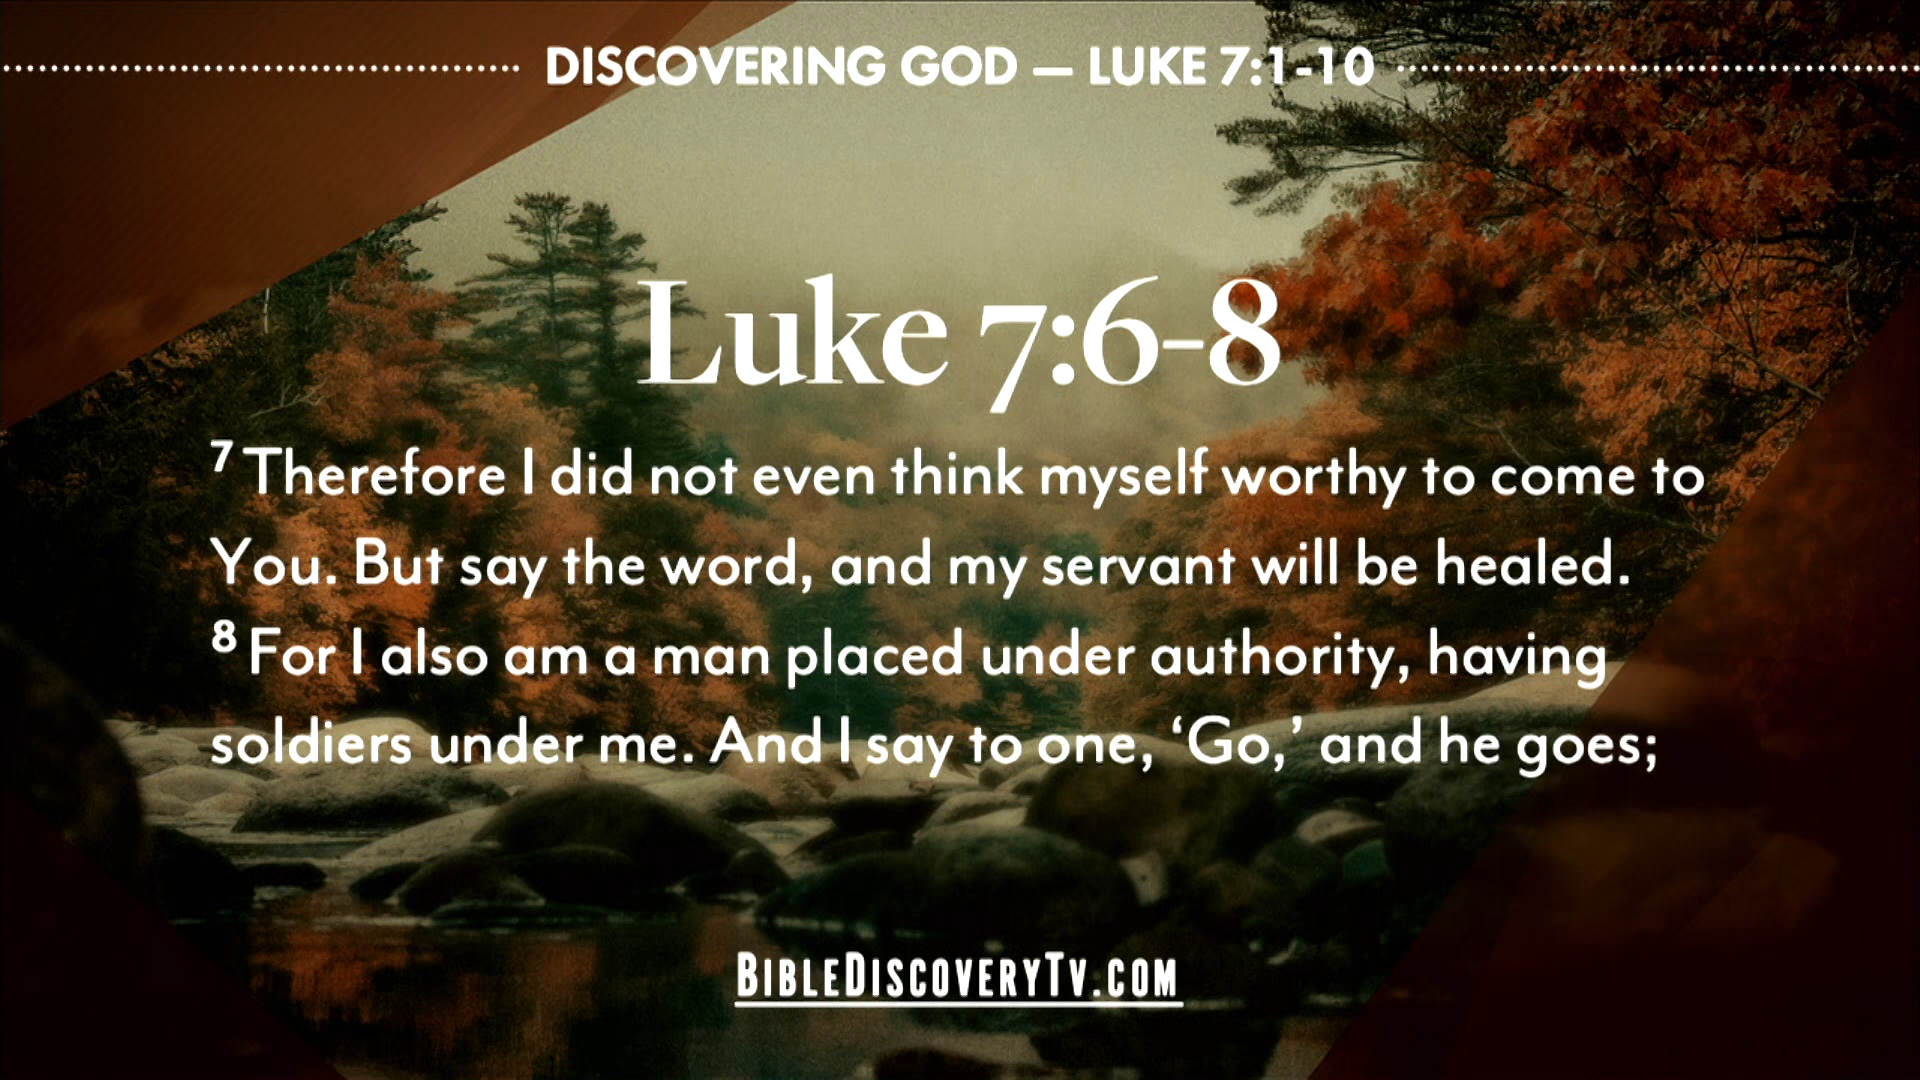 DISCOVERING GOD — LUKE 7:1-10
Luke 7:6-8
7 Therefore I did not even think myself worthy to come to
You. But say the word, and my servant will be healed.
8 For I also am a man placed under authority, having
soldiers under me. And I say to one, ‘Go,’ and he goes;
BIBLEDISCOVERYTV.COM